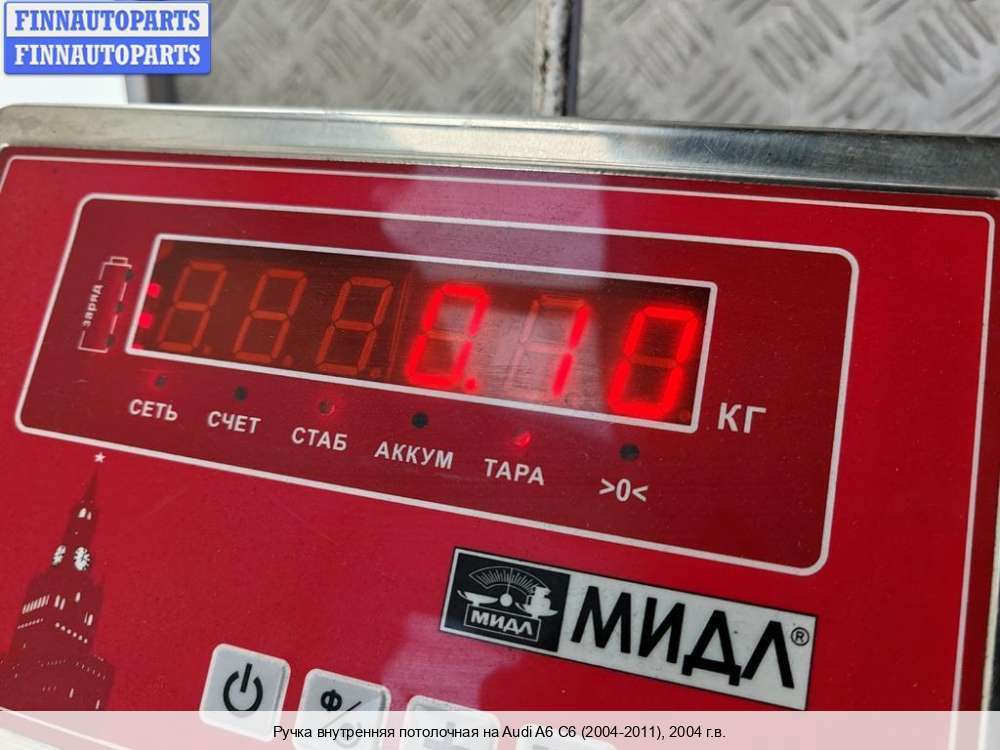 FINNAUTOPARTS
FINNAUTOPARTS
заряд
0.10
КГ
СЕТЬ СЧЕТ СТАБ АККУМ ТАРА >0<
МИДЛ
МИДЛ®
Ф/
Ручка внутренняя потолочная на Audi A6 C6 (2004-2011), 2004 г.в.